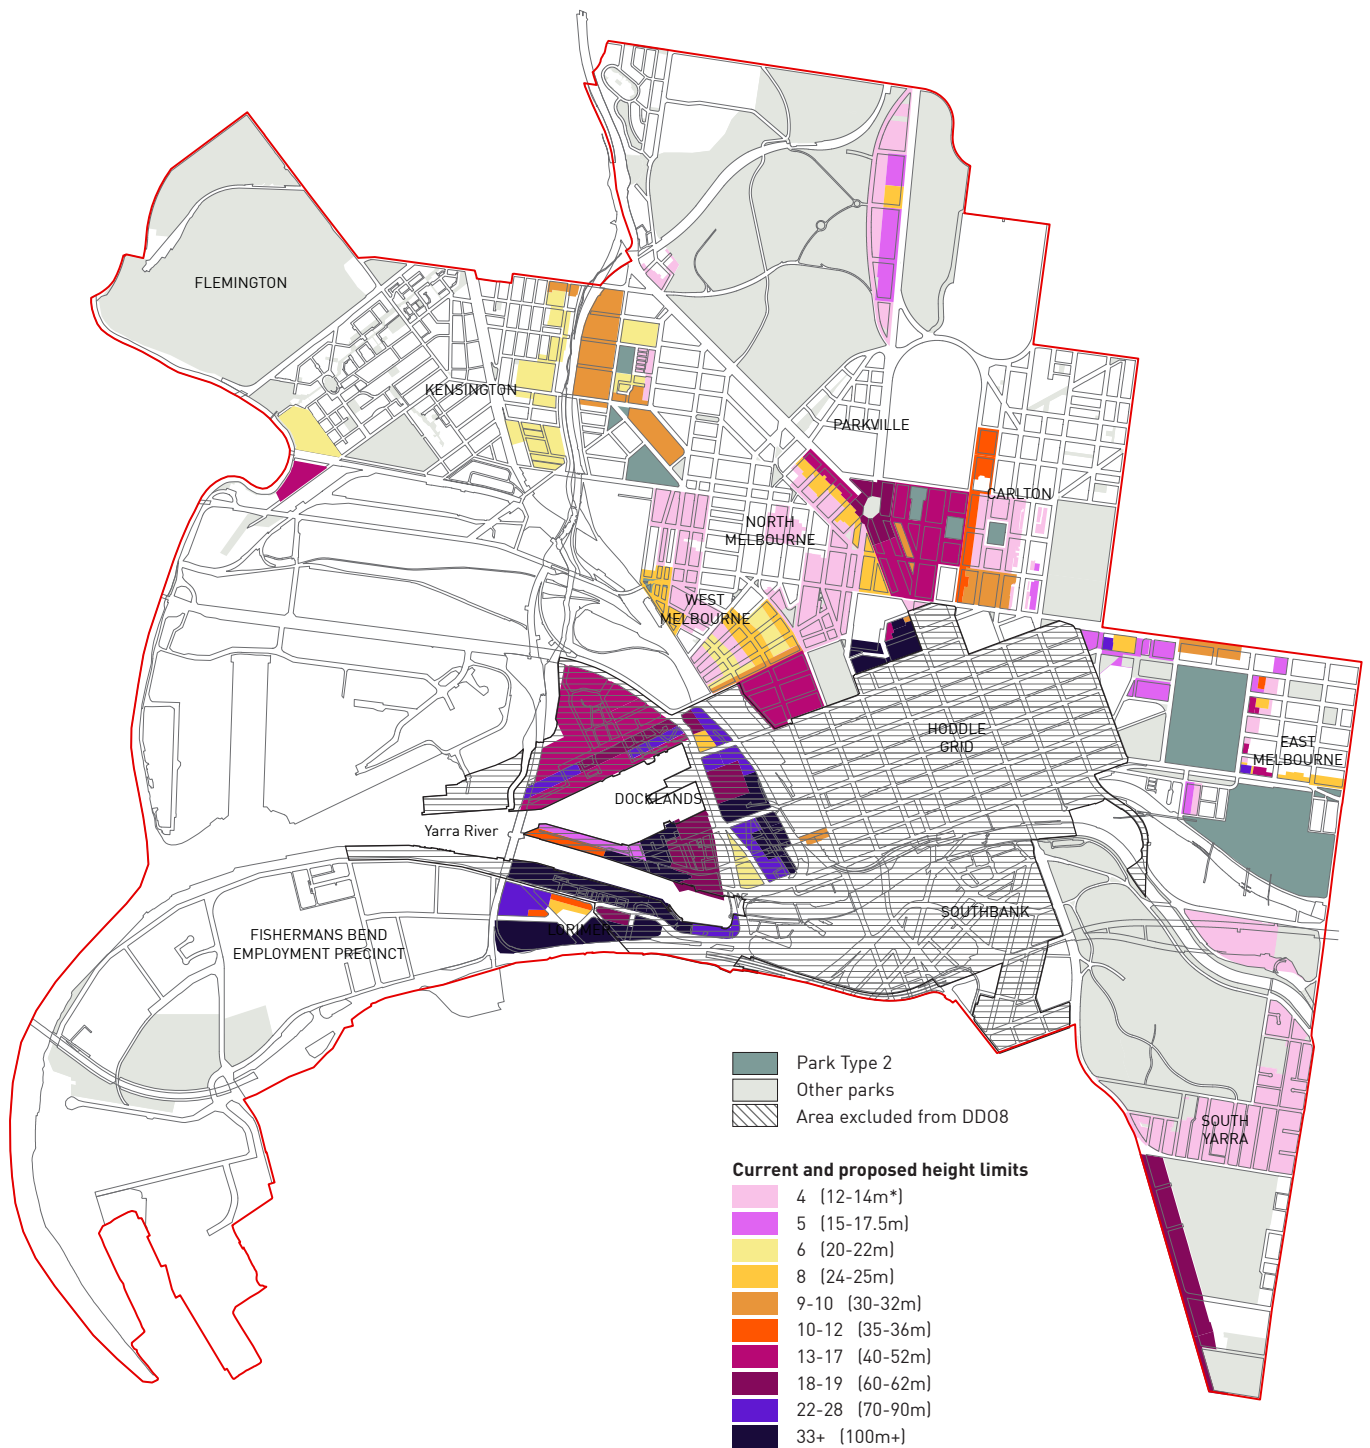 FLEMINGTON
KENSINGTON
PARKVILLE
CARLTON
NORTH
MELBOURNE
WEST
MELBOURNE
HODDLE
GRID
EAST
MELBOURNE
DOCKLANDS
Yarra River
SOUTHBANK
LORIMER
FISHERMANS BEND
EMPLOYMENT PRECINCT
SOUTH
YARRA
Park Type 2
Other parks
Area excluded from DDO8
Current and proposed height limits
4 (12-14m*)
5 (15-17.5m)
6 (20-22m)
8 (24-25m)
9-10 (30-32m)
10-12 (35-36m)
13-17 (40-52m)
18-19 (60-62m)
22-28 (70-90m)
33+ (100m+)